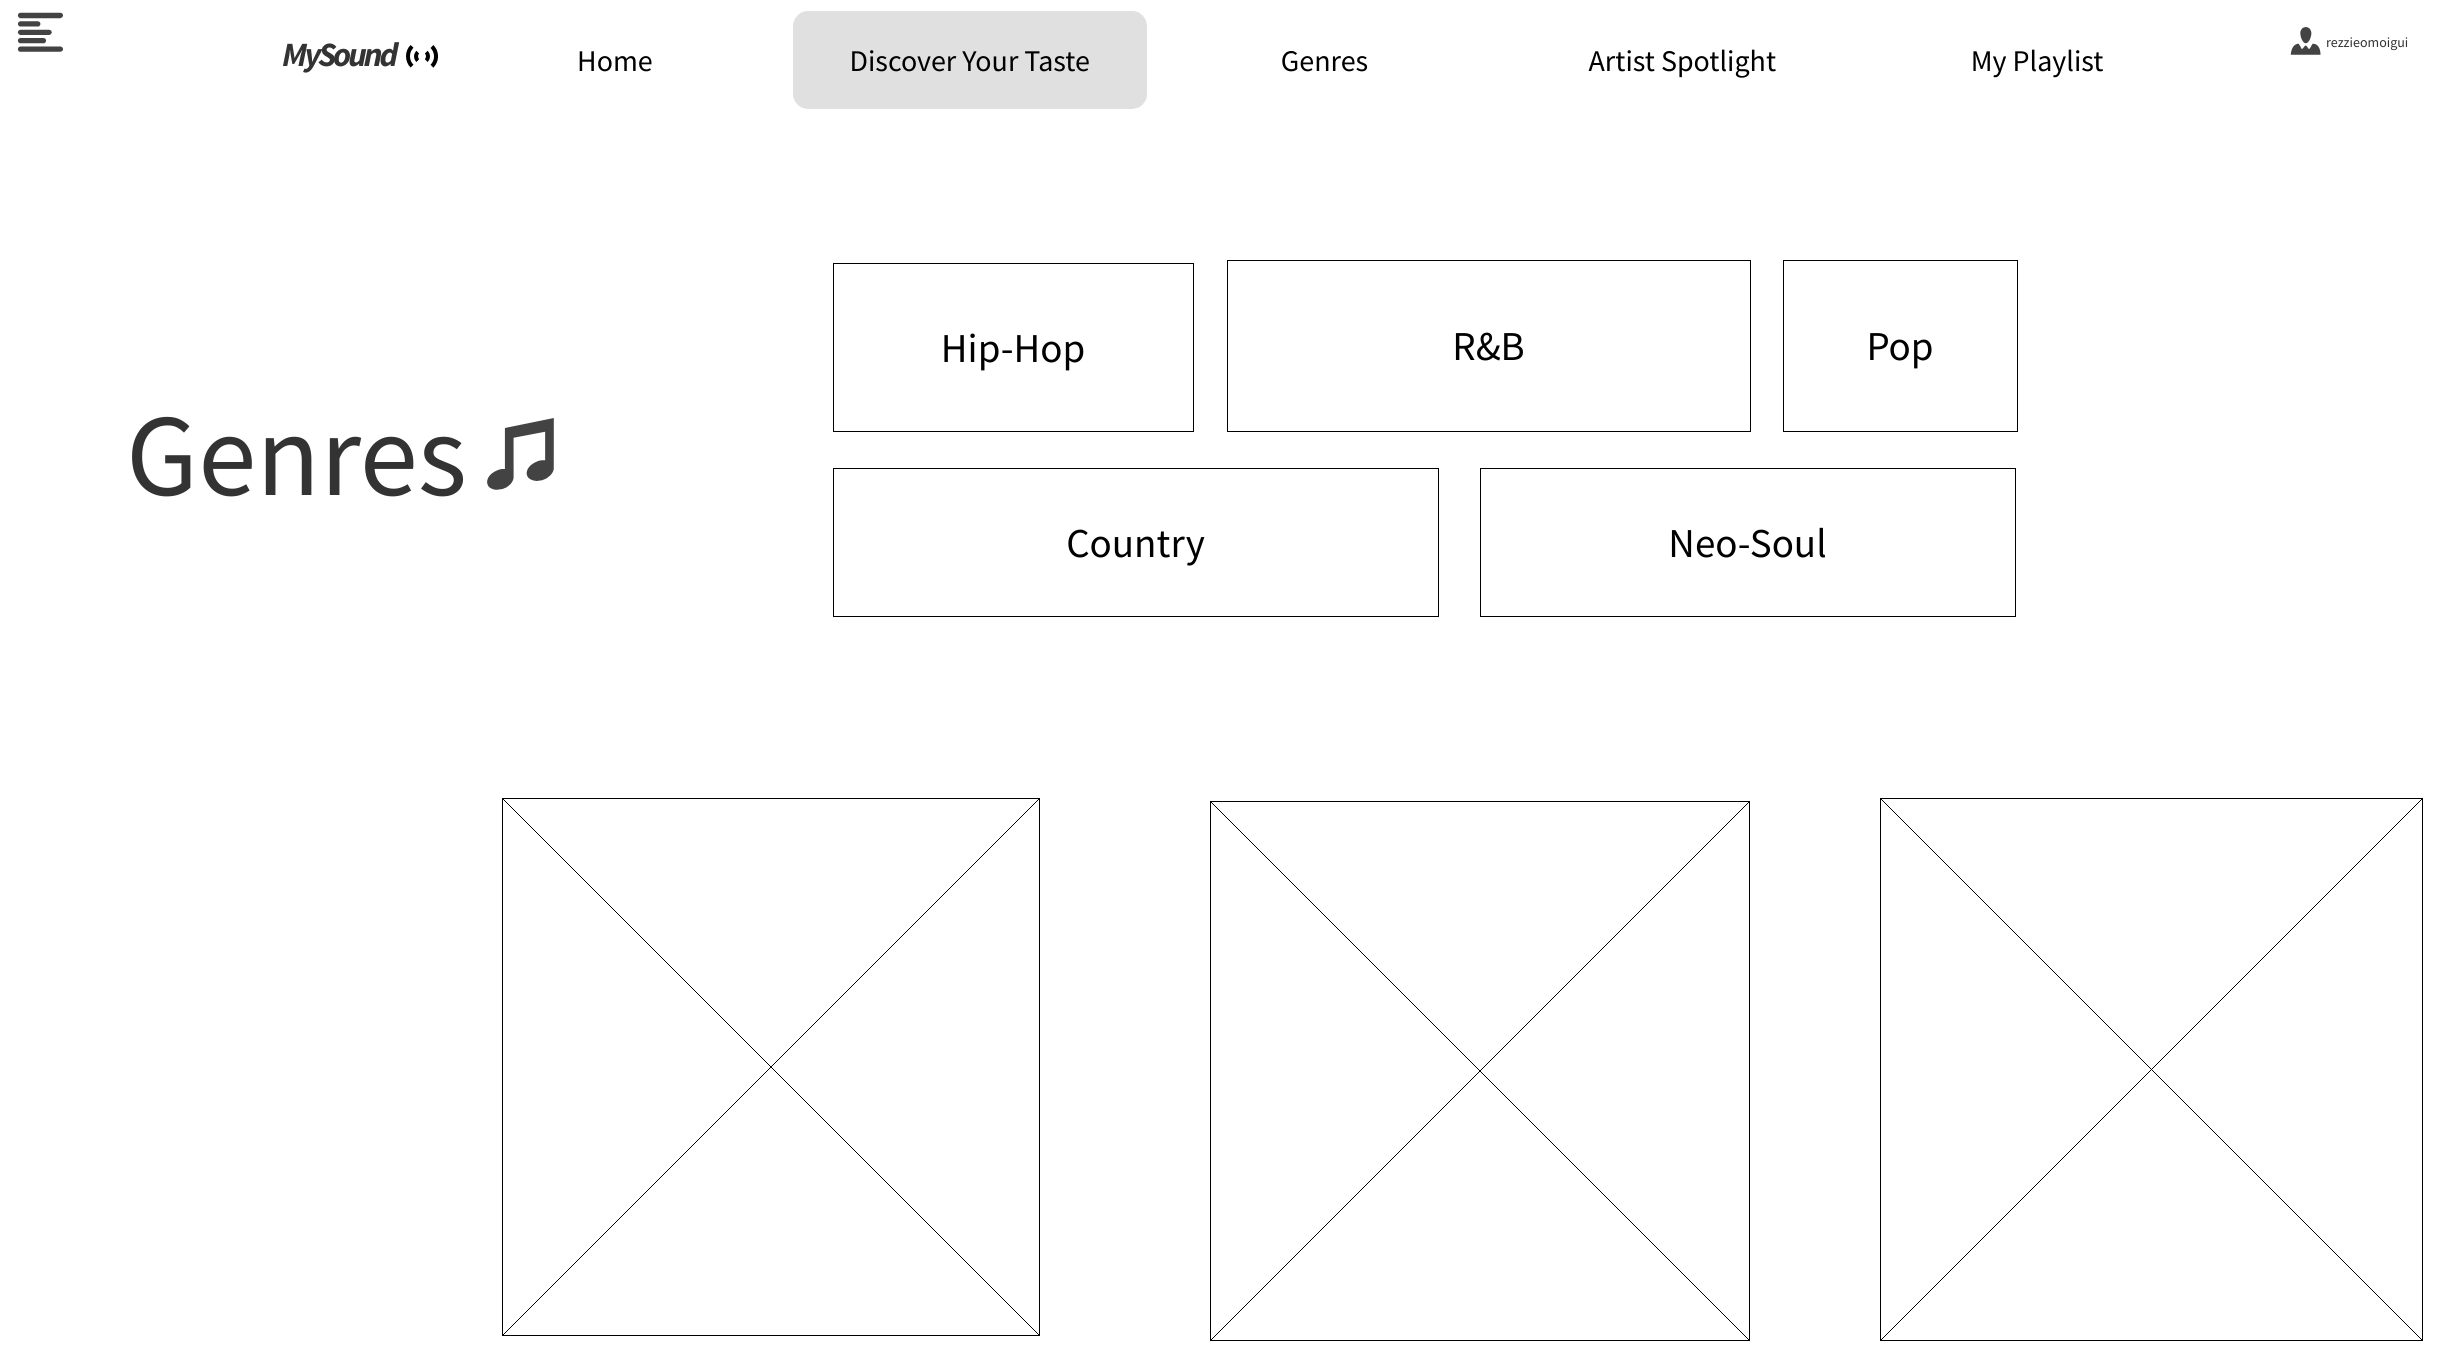 MySound
Home
Discover Your Taste
Genres
Artist Spotlight
My Playlist
rezzieomoigui
Hip-Hop
R&B
Pop
Genres
Country
Neo-Soul